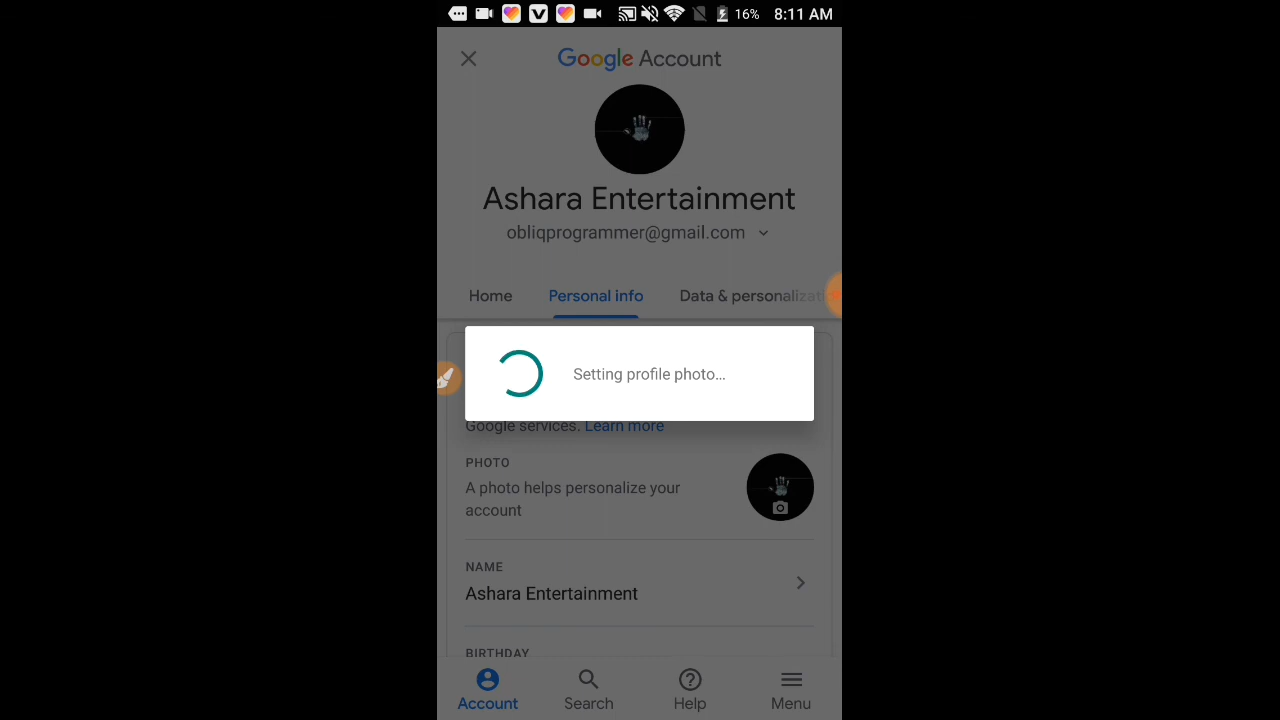 16% 8:11 AM
Google Account
Ashara Entertainment
obliqprogrammer@gmail.com
Home Personal info Data & personalizati
Setting profile photo...
Google services. Learn more
PHOTO
A photo helps personalize your
account
NAME
Ashara Entertainment
BIRTHDAY
Account Search Help Menu